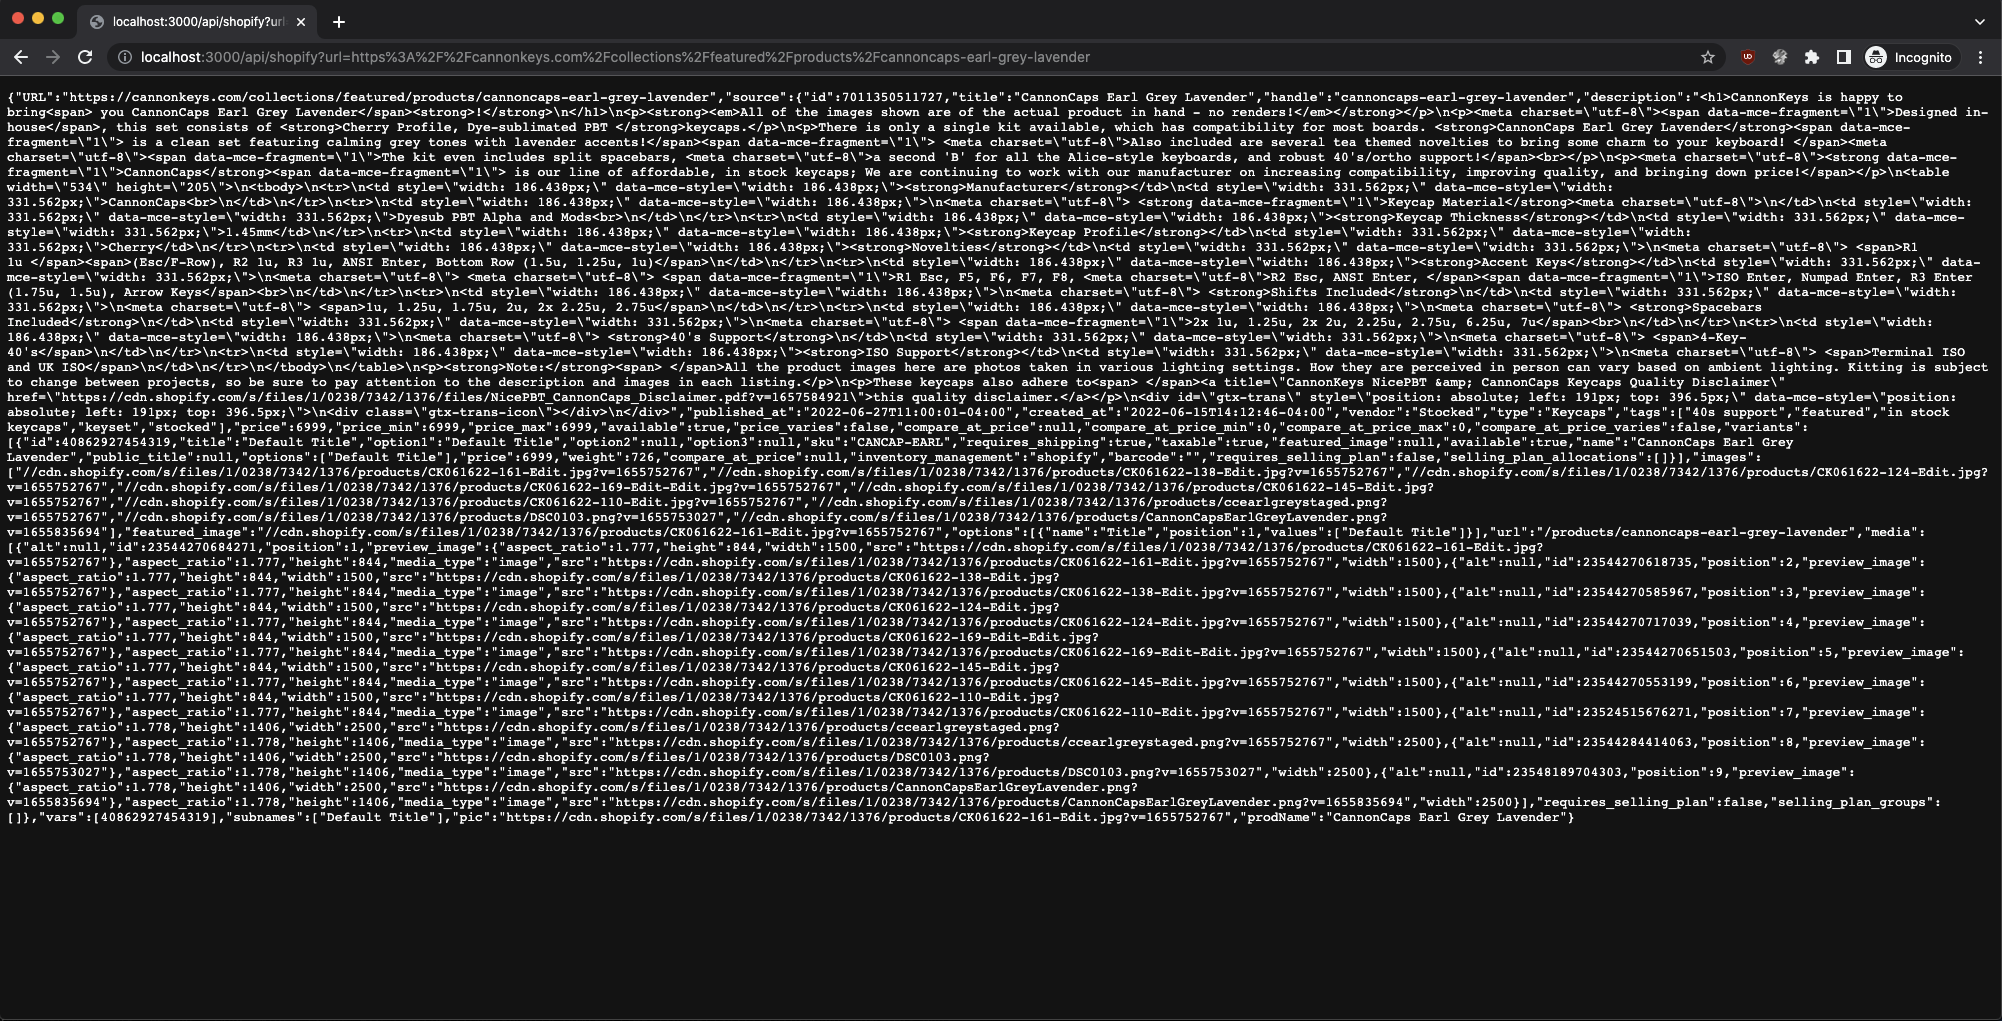 localhost:3000/api/shopify?url
localhost:3000/api/shopify?url=https%3A%2F%2Fcannonkeys.com%2Fcollections%2Ffeatured%2Fproducts%2Fcannoncaps-earl-grey-lavender
Incognito
{"URL":"https://cannonkeys.com/collections/featured/products/cannoncaps-earl-grey-lavender","source":{"id":7011350511727,"title":"CannonCaps Earl Grey Lavender","handle":"cannoncaps-earl-grey-lavender","description":"<h1>CannonKeys is happy to
bring<span> you CannonCaps Earl Grey Lavender</span><strong>!</strong>\n</h1>\n<p><strong><em>All of the images shown are of the actual product in hand - no renders!</em></strong></p>\n<p><meta charset=\"utf-8\"><span data-mce-fragment=\"1\">Designed in-
house</span>, this set consists of <strong>Cherry Profile, Dye-sublimated PBT </strong>keycaps.</p>\n<p>There is only a single kit available, which has compatibility for most boards. <strong>CannonCaps Earl Grey Lavender</strong><span data-mce-
fragment=\"1\"> is a clean set featuring calming grey tones with lavender accents!</span><span data-mce-fragment=\"1\"> <meta charset=\"utf-8\">Also included are several tea themed novelties to bring some charm to your keyboard! </span><meta
charset=\"utf-8\"><span data-mce-fragment=\"1\">The kit even includes split spacebars, <meta charset=\"utf-8\">a second 'B' for all the Alice-style keyboards, and robust 40's/ortho support!</span><br></p>\n<p><meta charset=\"utf-8\"><strong data-mce-
fragment=\"1\">CannonCaps</strong><span data-mce-fragment=\"1\"> is our line of affordable, in stock keycaps; We are continuing to work with our manufacturer on increasing compatibility, improving quality, and bringing down price!</span></p>\n<table
width=\"534\" height=\"205\">\n<tbody>\n<tr>\n<td style=\"width: 186.438px;\" data-mce-style=\"width: 186.438px;\"><strong>Manufacturer</strong></td>\n<td style=\"width: 331.562px;\" data-mce-style=\"width:
331.562px;\">CannonCaps<br>\n</td>\n</tr>\n<tr>\n<td style=\"width: 186.438px;\" data-mce-style=\"width: 186.438px;\">\n<meta charset=\"utf-8\"> <strong data-mce-fragment=\"1\">Keycap Material</strong><meta charset=\"utf-8\">\n</td>\n<td style=\"width:
331.562px;\" data-mce-style=\"width: 331.562px;\">Dyesub PBT Alpha and Mods<br>\n</td>\n</tr>\n<tr>\n<td style=\"width: 186.438px;\" data-mce-style=\"width: 186.438px;\"><strong>Keycap Thickness</strong></td>\n<td style=\"width: 331.562px;\" data-mce-
style=\"width: 331.562px;\">1.45mm</td>\n</tr>\n<tr>\n<td style=\"width: 186.438px;\" data-mce-style=\"width: 186.438px;\"><strong>Keycap Profile</strong></td>\n<td style=\"width: 331.562px;\" data-mce-style=\"width:
331.562px;\">Cherry</td>\n</tr>\n<tr>\n<td style=\"width: 186.438px;\" data-mce-style=\"width: 186.438px;\"><strong>Novelties</strong></td>\n<td style=\"width: 331.562px;\" data-mce-style=\"width: 331.562px;\">\n<meta charset=\"utf-8\"> <span>R1
1u </span><span>(Esc/F-Row), R2 1u, R3 1u, ANSI Enter, Bottom Row (1.5u, 1.25u, 1u)</span>\n</td>\n</tr>\n<tr>\n<td style=\"width: 186.438px;\" data-mce-style=\"width: 186.438px;\"><strong>Accent Keys</strong></td>\n<td style=\"width: 331.562px;\" data-
mce-style=\"width: 331.562px;\">\n<meta charset=\"utf-8\"> <meta charset=\"utf-8\"> <span data-mce-fragment=\"1\">R1 Esc, F5, F6, F7, F8, <meta charset=\"utf-8\">R2 Esc, ANSI Enter, </span><span data-mce-fragment=\"1\">ISO Enter, Numpad Enter, R3 Enter
(1.75u, 1.5u), Arrow Keys</span><br>\n</td>\n</tr>\n<tr>\n<td style=\"width: 186.438px;\" data-mce-style=\"width: 186.438px;\">\n<meta charset=\"utf-8\"> <strong>Shifts Included</strong>\n</td>\n<td style=\"width: 331.562px;\" data-mce-style=\"width:
331.562px;\">\n<meta charset=\"utf-8\"> <span>1u, 1.25u, 1.75u, 2u, 2x 2.25u, 2.75u</span>\n</td>\n</tr>\n<tr>\n<td style=\"width: 186.438px;\" data-mce-style=\"width: 186.438px;\">\n<meta charset=\"utf-8\"> <strong>Spacebars
Included</strong>\n</td>\n<td style=\"width: 331.562px;\" data-mce-style=\"width: 331.562px;\">\n<meta charset=\"utf-8\"> <span data-mce-fragment=\"1\">2x 1u, 1.25u, 2x 2u, 2.25u, 2.75u, 6.25u, 7u</span><br>\n</td>\n</tr>\n<tr>\n<td style=\"width:
186.438px;\" data-mce-style=\"width: 186.438px;\">\n<meta charset=\"utf-8\"> <strong>40's Support</strong>\n</td>\n<td style=\"width: 331.562px;\" data-mce-style=\"width: 331.562px;\">\n<meta charset=\"utf-8\"> <span>4-Key-
40's</span>\n</td>\n</tr>\n<tr>\n<td style=\"width: 186.438px;\" data-mce-style=\"width: 186.438px;\"><strong>ISO Support</strong></td>\n<td style=\"width: 331.562px;\" data-mce-style=\"width: 331.562px;\">\n<meta charset=\"utf-8\"> <span>Terminal ISO
and UK ISO</span>\n</td>\n</tr>\n</tbody>\n</table>\n<p><strong>Note:</strong><span> </span>All the product images here are photos taken in various lighting settings. How they are perceived in person can vary based on ambient lighting. Kitting is subject
to change between projects, so be sure to pay attention to the description and images in each listing.</p>\n<p>These keycaps also adhere to<span> </span><a title=\"CannonKeys NicePBT &amp; CannonCaps Keycaps Quality Disclaimer\"
href=\"https://cdn.shopify.com/s/files/1/0238/7342/1376/files/NicePBT_CannonCaps_Disclaimer.pdf?v=1657584921\">this quality disclaimer.</a></p>\n<div id=\"gtx-trans\" style=\"position: absolute; left: 191px; top: 396.5px;\" data-mce-style=\"position:
absolute; left: 191px; top: 396.5px;\">\n<div class=\"gtx-trans-icon\"></div>\n</div>","published_at":"2022-06-27T11:00:01-04:00","created_at":"2022-06-15T14:12:46-04:00","vendor":"Stocked","type":"Keycaps","tags":["40s support","featured","in stock
keycaps","keyset","stocked"],"price":6999,"price_min":6999,"price_max":6999,"available":true,"price_varies":false,"compare_at_price":null,"compare_at_price_min":0,"compare_at_price_max":0,"compare_at_price_varies":false,"variants":
[{"id":40862927454319,"title":"Default Title","option1":"Default Title","option2":null,"option3":null,"sku":"CANCAP-EARL","requires_shipping":true,"taxable":true,"featured_image":null,"available":true,"name":"CannonCaps Earl Grey
Lavender","public_title":null,"options":["Default Title"],"price":6999,"weight":726,"compare_at_price":null,"inventory_management":"shopify","barcode":"","requires_selling_plan":false,"selling_plan_allocations":[]}],"images":
["//cdn.shopify.com/s/files/1/0238/7342/1376/products/CK061622-161-Edit.jpg?v=1655752767","//cdn.shopify.com/s/files/1/0238/7342/1376/products/CK061622-138-Edit.jpg?v=1655752767","//cdn.shopify.com/s/files/1/0238/7342/1376/products/CK061622-124-Edit.jpg?
v=1655752767","//cdn.shopify.com/s/files/1/0238/7342/1376/products/CK061622-169-Edit-Edit.jpg?v=1655752767","//cdn.shopify.com/s/files/1/0238/7342/1376/products/CK061622-145-Edit.jpg?
v=1655752767","//cdn.shopify.com/s/files/1/0238/7342/1376/products/CK061622-110-Edit.jpg?v=1655752767","//cdn.shopify.com/s/files/1/0238/7342/1376/products/ccearlgreystaged.png?
v=1655752767","//cdn.shopify.com/s/files/1/0238/7342/1376/products/DSC0103.png?v=1655753027","//cdn.shopify.com/s/files/1/0238/7342/1376/products/CannonCapsEarlGreyLavender.png?
v=1655835694"],"featured_image":"//cdn.shopify.com/s/files/1/0238/7342/1376/products/CK061622-161-Edit.jpg?v=1655752767","options":[{"name":"Title","position":1,"values":["Default Title"]}],"url":"/products/cannoncaps-earl-grey-lavender","media":
[{"alt":null,"id":23544270684271,"position":1,"preview_image":{"aspect_ratio":1.777,"height":844,"width":1500,"src":"https://cdn.shopify.com/s/files/1/0238/7342/1376/products/CK061622-161-Edit.jpg?
v=1655752767"},"aspect_ratio":1.777,"height":844,"media_type":"image","src":"https://cdn.shopify.com/s/files/1/0238/7342/1376/products/CK061622-161-Edit.jpg?v=1655752767","width":1500},{"alt":null,"id":23544270618735,"position":2,"preview_image":
{"aspect_ratio":1.777,"height":844,"width":1500,"src":"https://cdn.shopify.com/s/files/1/0238/7342/1376/products/CK061622-138-Edit.jpg?
v=1655752767"},"aspect_ratio":1.777,"height":844,"media_type":"image","src":"https://cdn.shopify.com/s/files/1/0238/7342/1376/products/CK061622-138-Edit.jpg?v=1655752767","width":1500},{"alt":null,"id":23544270585967,"position":3,"preview_image":
{"aspect_ratio":1.777,"height":844,"width":1500,"src":"https://cdn.shopify.com/s/files/1/0238/7342/1376/products/CK061622-124-Edit.jpg?
v=1655752767"},"aspect_ratio":1.777,"height":844,"media_type":"image","src":"https://cdn.shopify.com/s/files/1/0238/7342/1376/products/CK061622-124-Edit.jpg?v=1655752767","width":1500},{"alt":null,"id":23544270717039,"position":4,"preview_image":
{"aspect_ratio":1.777,"height":844,"width":1500,"src":"https://cdn.shopify.com/s/files/1/0238/7342/1376/products/CK061622-169-Edit-Edit.jpg?
v=1655752767"},"aspect_ratio":1.777,"height":844,"media_type":"image","src":"https://cdn.shopify.com/s/files/1/0238/7342/1376/products/CK061622-169-Edit-Edit.jpg?v=1655752767","width":1500},{"alt":null,"id":23544270651503,"position":5,"preview_image":
{"aspect_ratio":1.777,"height":844,"width":1500,"src":"https://cdn.shopify.com/s/files/1/0238/7342/1376/products/CK061622-145-Edit.jpg?
v=1655752767"},"aspect_ratio":1.777,"height":844,"media_type":"image","src":"https://cdn.shopify.com/s/files/1/0238/7342/1376/products/CK061622-145-Edit.jpg?v=1655752767","width":1500},{"alt":null,"id":23544270553199,"position":6,"preview_image":
{"aspect_ratio":1.777,"height":844,"width":1500,"src":"https://cdn.shopify.com/s/files/1/0238/7342/1376/products/CK061622-110-Edit.jpg?
v=1655752767"},"aspect_ratio":1.777,"height":844,"media_type":"image","src":"https://cdn.shopify.com/s/files/1/0238/7342/1376/products/CK061622-110-Edit.jpg?v=1655752767","width":1500},{"alt":null,"id":23524515676271,"position":7,"preview_image":
{"aspect_ratio":1.778,"height":1406,"width":2500,"src":"https://cdn.shopify.com/s/files/1/0238/7342/1376/products/ccearlgreystaged.png?
v=1655752767"},"aspect_ratio":1.778,"height":1406,"media_type":"image","src":"https://cdn.shopify.com/s/files/1/0238/7342/1376/products/ccearlgreystaged.png?v=1655752767","width":2500},{"alt":null,"id":23544284414063,"position":8,"preview_image":
{"aspect_ratio":1.778,"height":1406,"width":2500,"src":"https://cdn.shopify.com/s/files/1/0238/7342/1376/products/DSC0103.png?
v=1655753027"},"aspect_ratio":1.778,"height":1406,"media_type":"image","src":"https://cdn.shopify.com/s/files/1/0238/7342/1376/products/DSC0103.png?v=1655753027","width":2500},{"alt":null,"id":23548189704303,"position":9,"preview_image":
{"aspect_ratio":1.778,"height":1406,"width":2500,"src":"https://cdn.shopify.com/s/files/1/0238/7342/1376/products/CannonCapsEarlGreyLavender.png?
v=1655835694"},"aspect_ratio":1.778,"height":1406,"media_type":"image","src":"https://cdn.shopify.com/s/files/1/0238/7342/1376/products/CannonCapsEarlGreyLavender.png?v=1655835694","width":2500}],"requires_selling_plan":false,"selling_plan_groups":
[]},"vars":[40862927454319],"subnames":["Default Title"],"pic":"https://cdn.shopify.com/s/files/1/0238/7342/1376/products/CK061622-161-Edit.jpg?v=1655752767","prodName":"CannonCaps Earl Grey Lavender"}